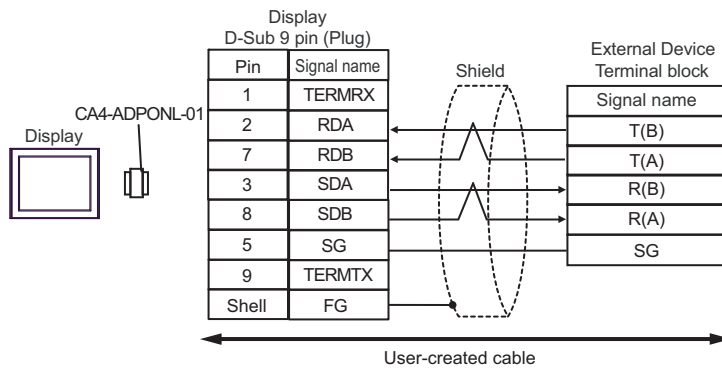 Display
D-Sub 9 pin (Plug)
External Device
Terminal block
Shield
CA4-ADPONL-01
Display
Pin Signal name
1 TERMRX
2 RDA
7 RDB
3 SDA
8 SDB
5 SG
9 TERMTX
Shell FG
Signal name
T(B)
T(A)
R(B)
R(A)
SG
User-created cable